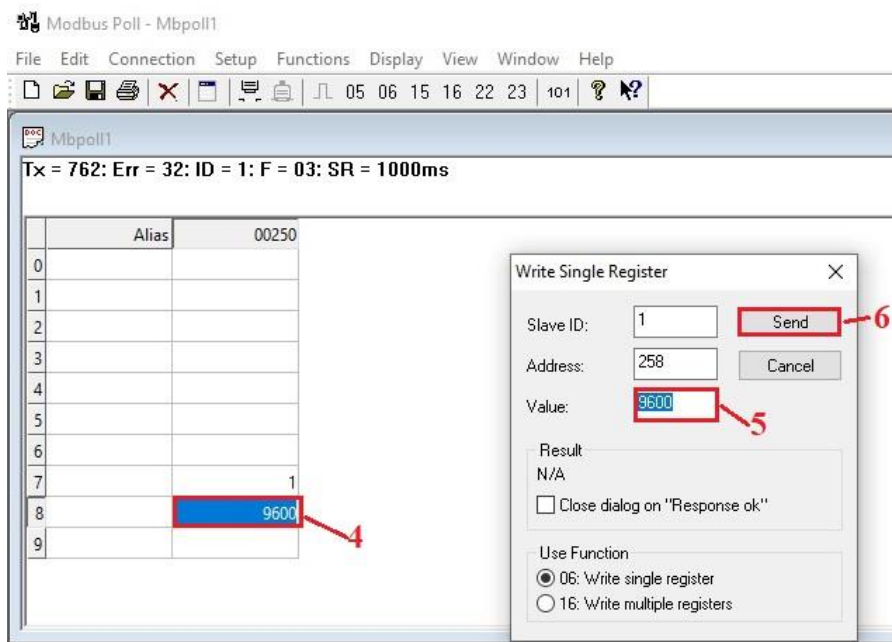 Modbus Poll - Mbpoll1
File Edit Connection Setup Functions Display View Window Help
05 06 15 16 22 23 101
Mbpoll1
Tx = 762: Err = 32: ID = 1: F = 03: SR = 1000ms
Alias 00250
0
1
2
3
4
5
6
7 1
8 9600
9
4
Write Single Register
Slave ID: 1 Send 6
Address: 258 Cancel
Value: 9600
5
Result
N/A
Close dialog on "Response ok"
Use Function
06: Write single register
16: Write multiple registers